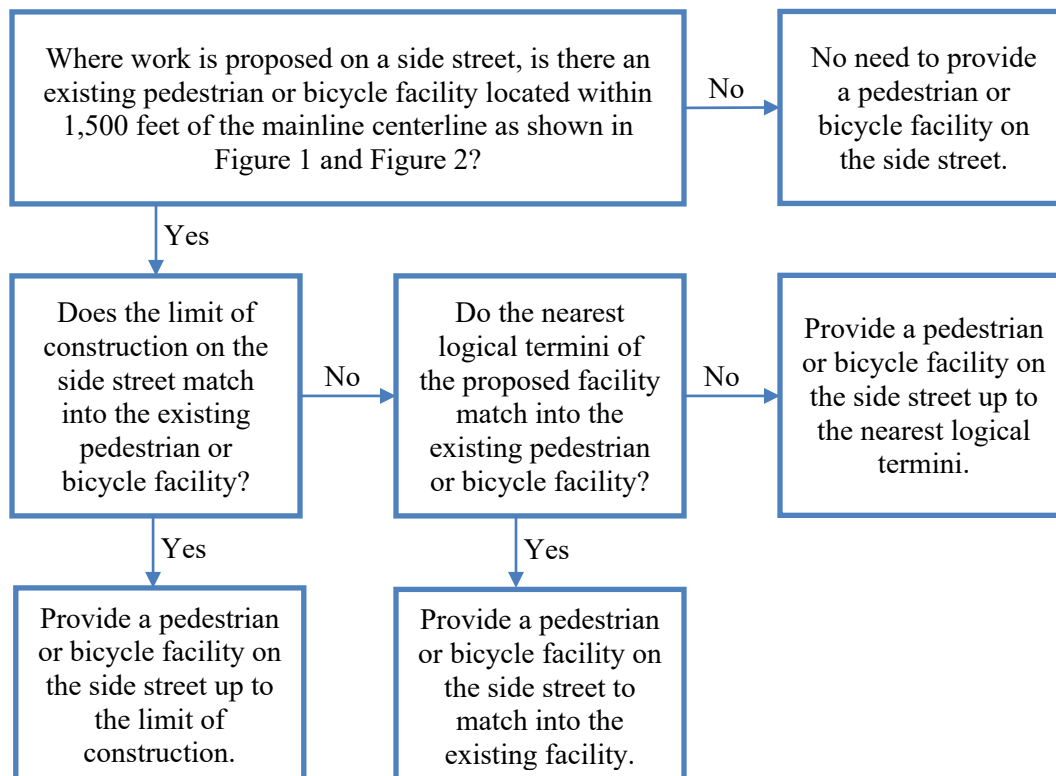 Where work is proposed on a side street, is there an
existing pedestrian or bicycle facility located within
1,500 feet of the mainline centerline as shown in
Figure 1 and Figure 2?
No
No need to provide
a pedestrian or
bicycle facility on
the side street.
Yes
Does the limit of
construction on the
side street match
into the existing
pedestrian or
bicycle facility?
No
Do the nearest
logical termini of
the proposed facility
match into the
existing pedestrian
or bicycle facility?
No
Provide a pedestrian
or bicycle facility on
the side street up to
the nearest logical
termini.
Yes
Provide a pedestrian
or bicycle facility on
the side street up to
the limit of
construction.
Yes
Provide a pedestrian
or bicycle facility on
the side street to
match into the
existing facility.